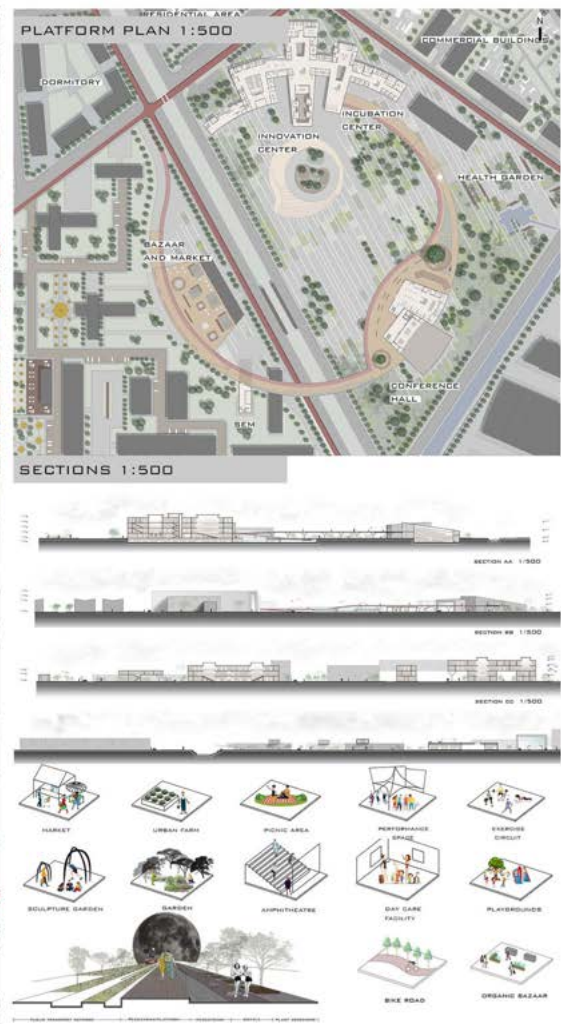 PRESIDENTIAL AREA
N
PLATFORM PLAN 1:500
COMMERCIAL BUILDINGS
DORMITORY
INCUBATION
CENTER
INNOVATION
CENTER
HEALTH GARDEN
BAZAAR
AND MARKET
CONFERENCE
HALL
SEM
SECTIONS 1:500
SECTION AA 1/500
SECTION BB 1/500
SECTION CC 1/500
MARKET
URBAN FARM
PICNIC AREA
PERFORMANCE
SPACE
EXERCISE
CIRCUIT
SCULPTURE GARDEN
GARDEN
AMPHITHEATRE
DAY CARE
FACILITY
PLAYGROUNDS
BIKE ROAD
ORGANIC BAZAAR